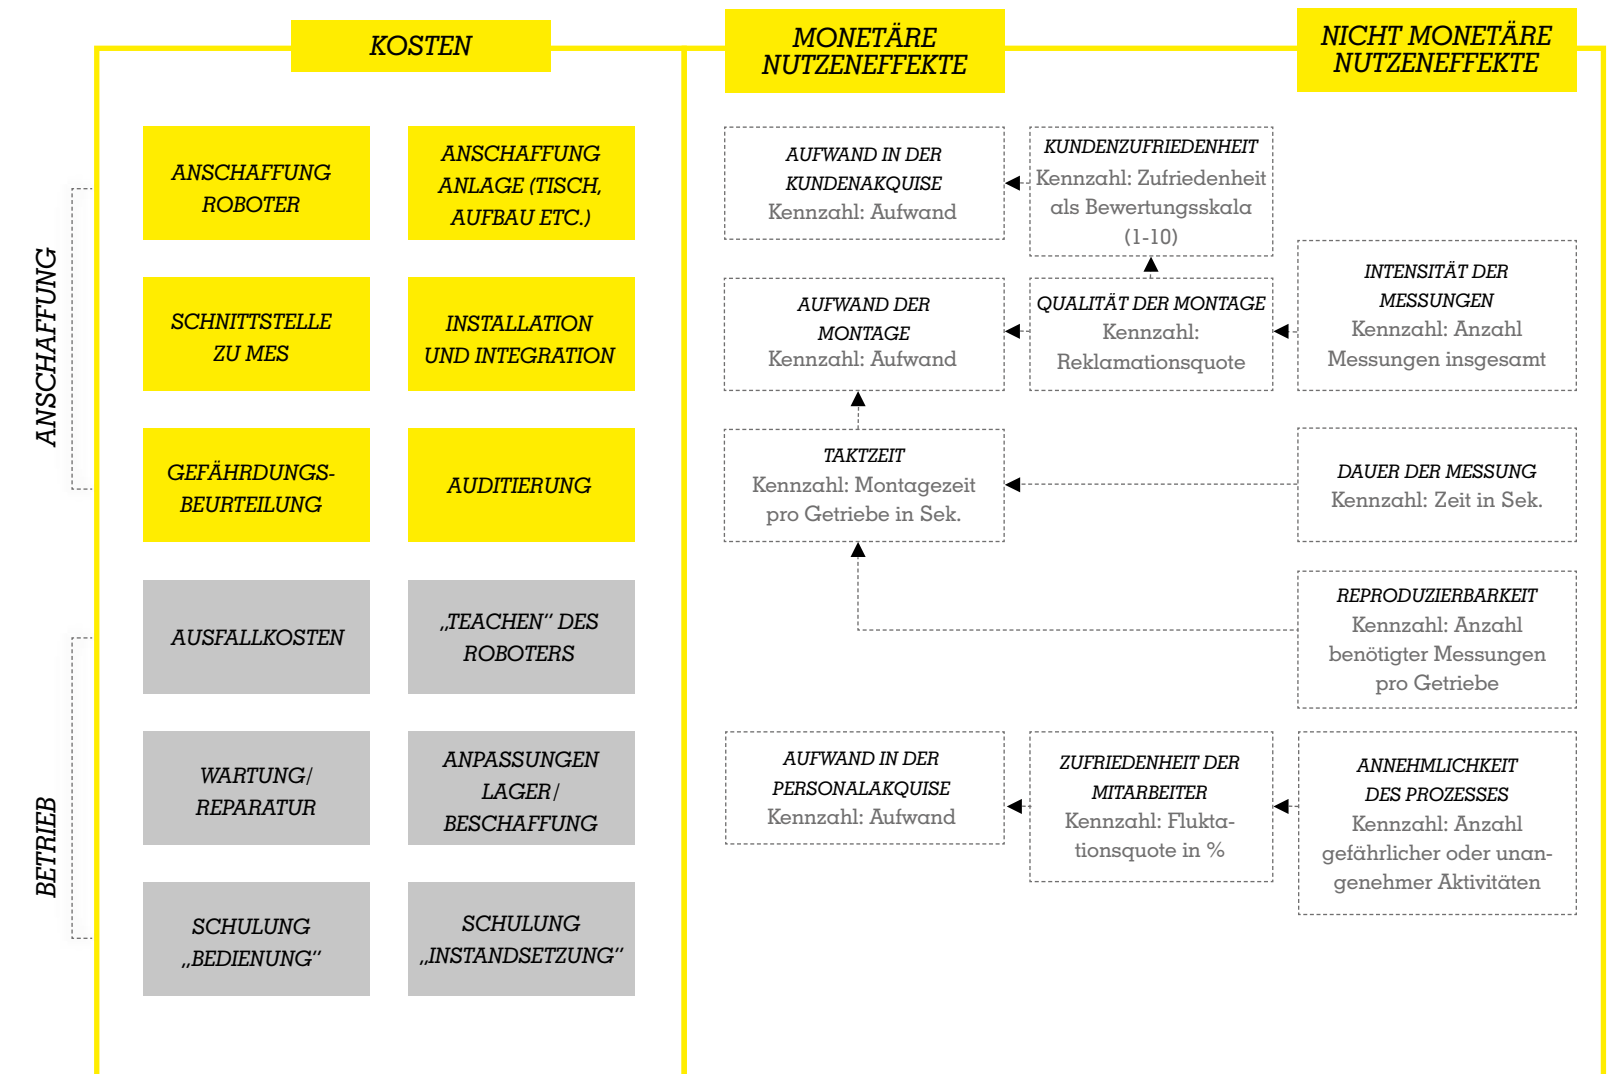 KOSTEN
MONETÄRE
NUTZENEFFEKTE
NICHT MONETÄRE
NUTZENEFFEKTE
ANSCHAFFUNG
ANSCHAFFUNG
ROBOTER
ANSCHAFFUNG
ANLAGE (TISCH,
AUFBAU ETC.)
SCHNITTSTELLE
ZU MES
INSTALLATION
UND INTEGRATION
GEFÄHRDUNGS-
BEURTEILUNG
AUDITIERUNG
BETRIEB
AUSFALLKOSTEN
„TEACHEN“ DES
ROBOTERS
WARTUNG/
REPARATUR
ANPASSUNGEN
LAGER/
BESCHAFFUNG
SCHULUNG
„BEDIENUNG“
SCHULUNG
„INSTANDSETZUNG“
AUFWAND IN DER
KUNDENAKQUISE
Kennzahl: Aufwand
KUNDENZUFRIEDENHEIT
Kennzahl: Zufriedenheit
als Bewertungsskala
(1-10)
AUFWAND DER
MONTAGE
Kennzahl: Aufwand
QUALITÄT DER MONTAGE
Kennzahl:
Reklamationsquote
INTENSITÄT DER
MESSUNGEN
Kennzahl: Anzahl
Messungen insgesamt
TAKTZEIT
Kennzahl: Montagezeit
pro Getriebe in Sek.
DAUER DER MESSUNG
Kennzahl: Zeit in Sek.
REPRODUZIERBARKEIT
Kennzahl: Anzahl
benötigter Messungen
pro Getriebe
AUFWAND IN DER
PERSONALAKQUISE
Kennzahl: Aufwand
ZUFRIEDENHEIT DER
MITARBEITER
Kennzahl: Flukta-
tionsquote in %
ANNEHMLICHKEIT
DES PROZESSES
Kennzahl: Anzahl
gefährlicher oder unan-
genehmer Aktivitäten